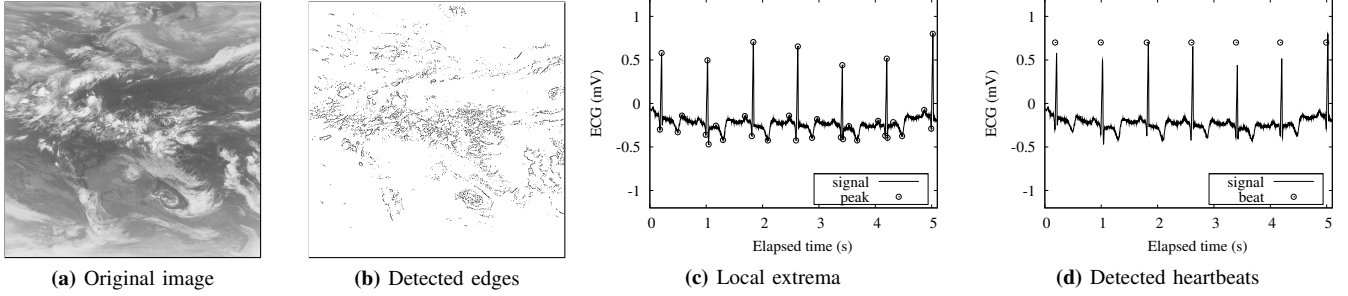 (a) Original image
(b) Detected edges
1
0.5
0
-0.5
-1
ECG (mV)
signal
peak
0 1 2 3 4 5
Elapsed time (s)
(c) Local extrema
1
0.5
0
-0.5
-1
ECG (mV)
signal
beat
0 1 2 3 4 5
Elapsed time (s)
(d) Detected heartbeats